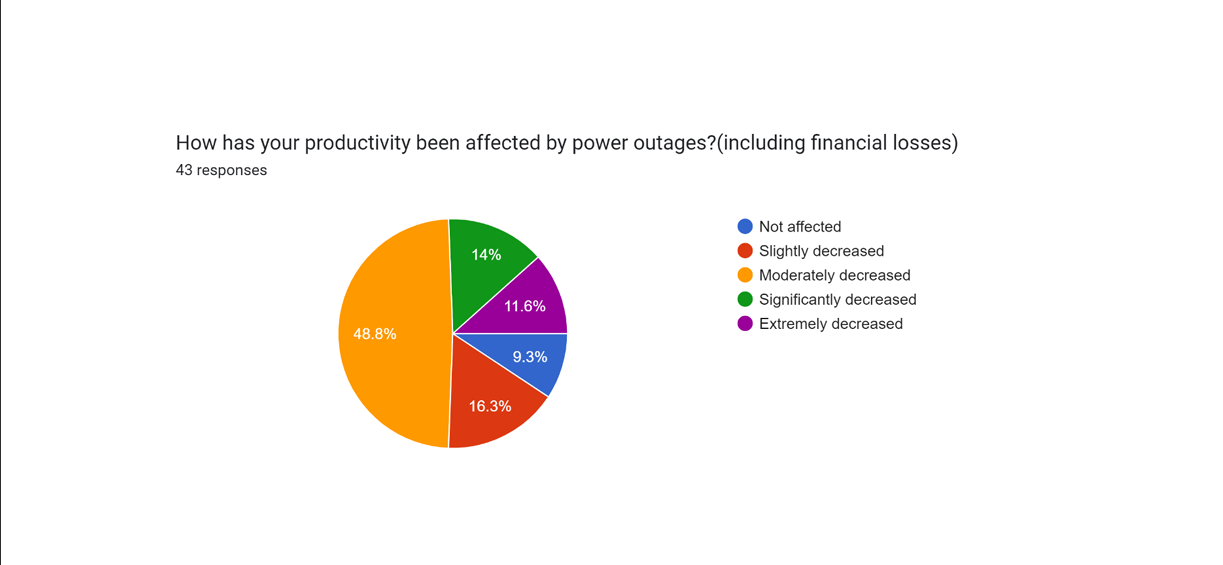 How has your productivity been affected by power outages?(including financial losses)
43 responses
14%
11.6%
48.8%
9.3%
16.3%
Not affected
Slightly decreased
Moderately decreased
Significantly decreased
Extremely decreased